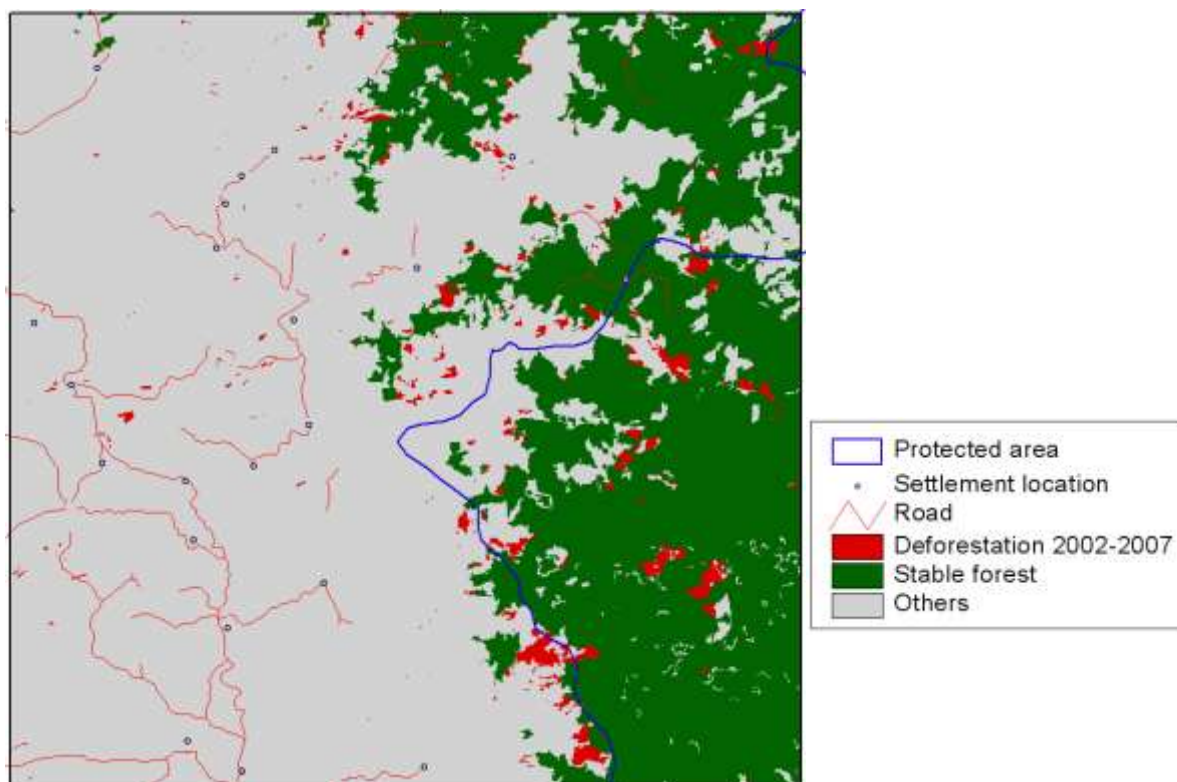 Protected area
Settlement location
Road
Deforestation 2002-2007
Stable forest
Others